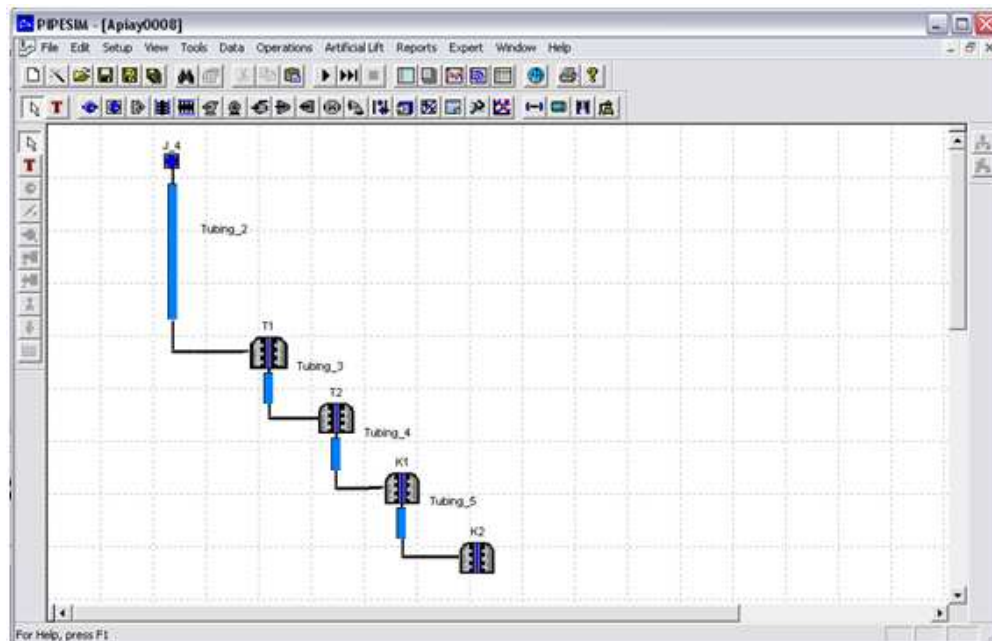 PIPESIM - [Apiay0008]
File Edit Setup View Tools Data Operations Artificial Lift Reports Expert Window Help
T
J_4
T
Tubing_2
T1
Tubing_3
T2
Tubing_4
K1
Tubing_5
K2
For Help, press F1